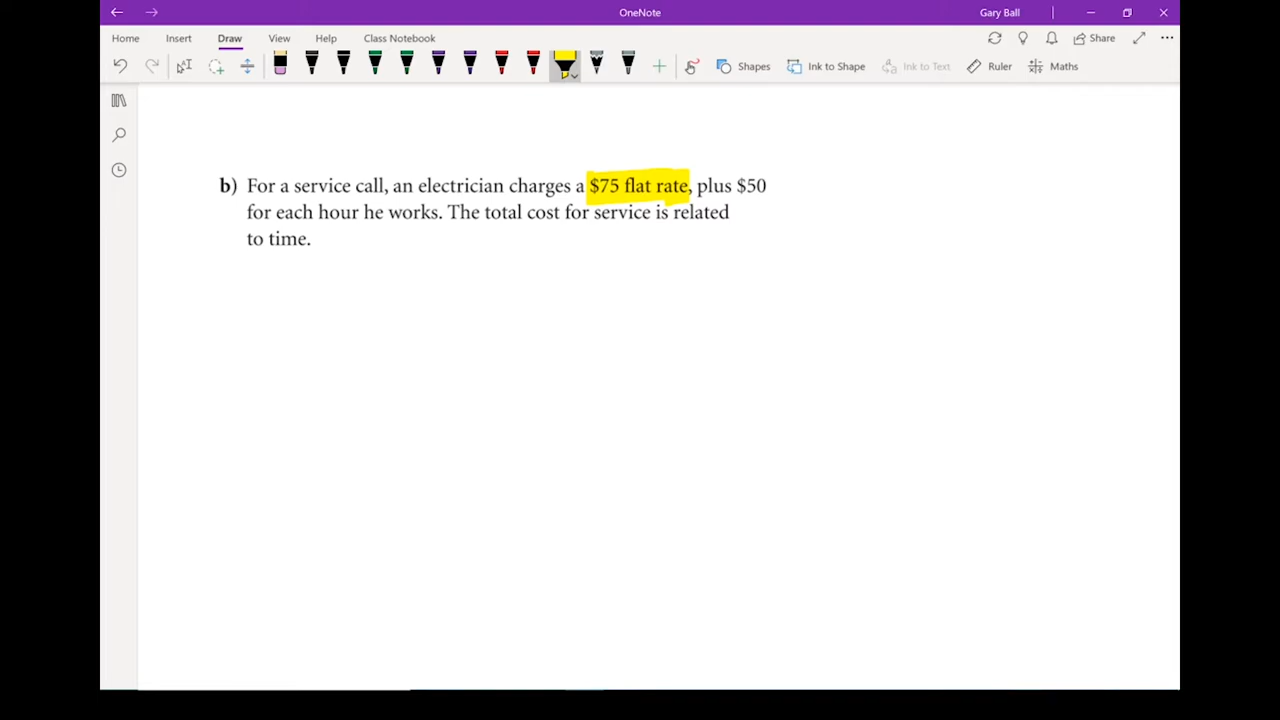 OneNote
Gary Ball
Home Insert Draw View Help Class Notebook
Share
Shapes Ink to Shape Ink to Text Ruler Maths
b) For a service call, an electrician charges a $75 flat rate, plus $50
for each hour he works. The total cost for service is related
to time.